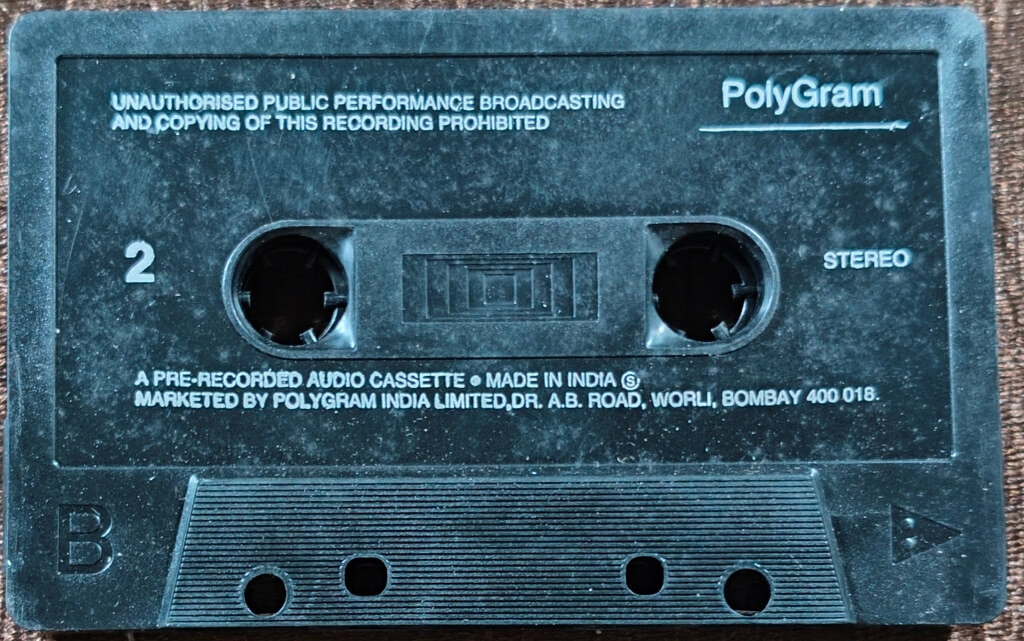 UNAUTHORISED PUBLIC PERFORMANCE BROADCASTING
AND COPYING OF THIS RECORDING PROHIBITED
PolyGram
2
STEREO
A PRE-RECORDED AUDIO CASSETTE • MADE IN INDIA Ⓢ
MARKETED BY POLYGRAM INDIA LIMITED,DR. A.B. ROAD, WORLI, BOMBAY 400 018.
B